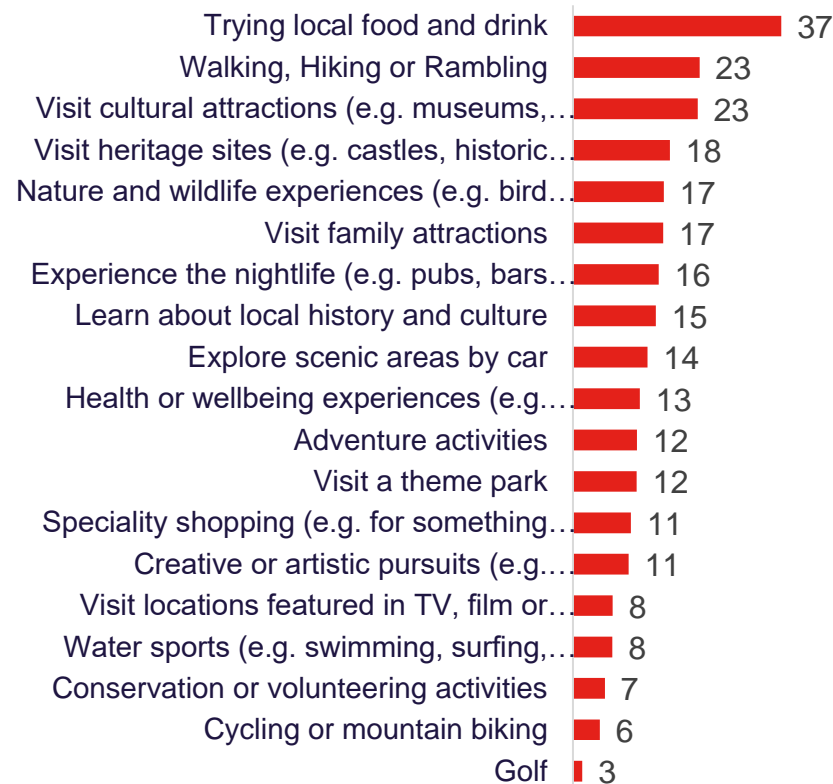 Trying local food and drink 37
Walking, Hiking or Rambling 23
Visit cultural attractions (e.g. museums,… 23
Visit heritage sites (e.g. castles, historic… 18
Nature and wildlife experiences (e.g. bird… 17
Visit family attractions 17
Experience the nightlife (e.g. pubs, bars… 16
Learn about local history and culture 15
Explore scenic areas by car 14
Health or wellbeing experiences (e.g.… 13
Adventure activities 12
Visit a theme park 12
Speciality shopping (e.g. for something… 11
Creative or artistic pursuits (e.g.… 11
Visit locations featured in TV, film or… 8
Water sports (e.g. swimming, surfing,… 8
Conservation or volunteering activities 7
Cycling or mountain biking 6
Golf 3